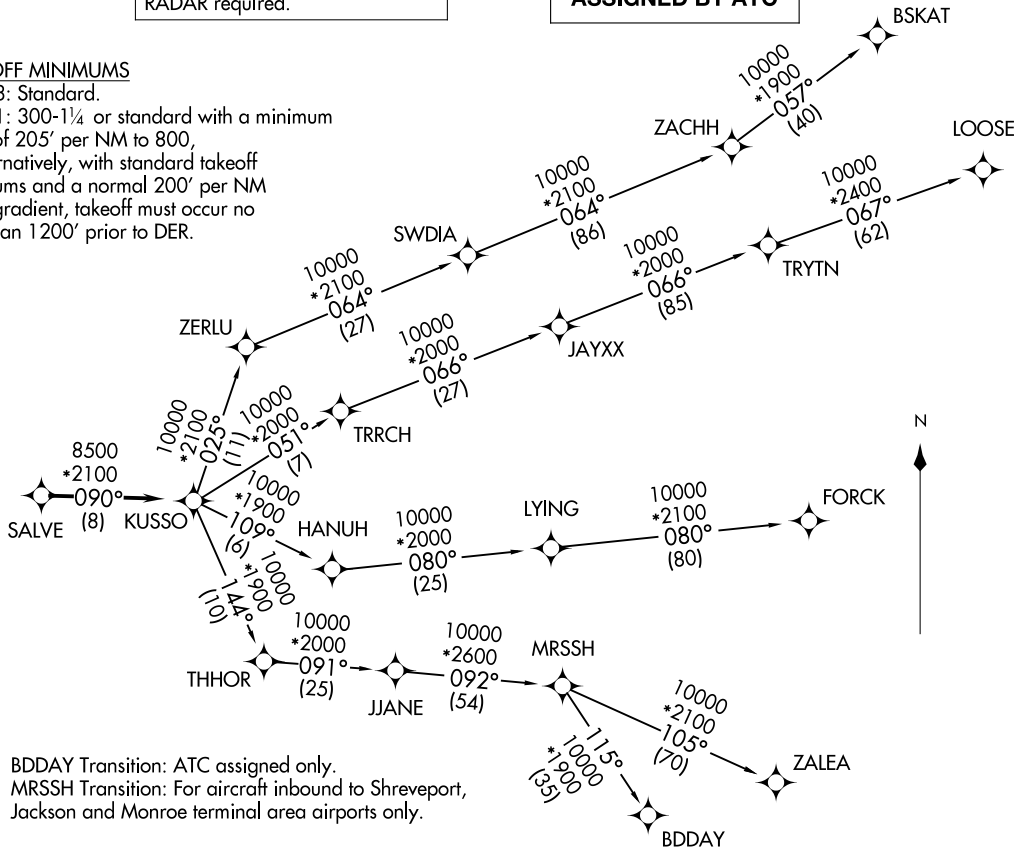 RADAR required.
BSKAT
OFF MINIMUMS
3: Standard.
1: 300-1¼ or standard with a minimum
of 205' per NM to 800,
rnatively, with standard takeoff
ums and a normal 200' per NM
gradient, takeoff must occur no
an 1200' prior to DER.
10000
*1900
057°
(40)
ZACHH
LOOSE
10000
*2100
064°
(86)
10000
*2400
067°
(62)
SWDIA
10000
*2100
064°
(27)
10000
*2000
066°
(85)
TRYTN
ZERLU
10000
*2000
066°
(27)
JAYXX
10000
*2100
025°
(11)
10000
*2000
051°
(7)
TRRCH
N
8500
*2100
090°
(8)
SALVE
KUSSO
10000
*1900
109°
(6)
HANUH
10000
*2000
080°
(25)
LYING
10000
*2100
080°
(80)
FORCK
10000
*1900
144°
(10)
THHOR
10000
*2000
091°
(25)
JJANE
10000
*2600
092°
(54)
MRSSH
10000
*2100
105°
(70)
ZALEA
115°
10000
*1900
(35)
BDDAY
BDDAY Transition: ATC assigned only.
MRSSH Transition: For aircraft inbound to Shreveport,
Jackson and Monroe terminal area airports only.